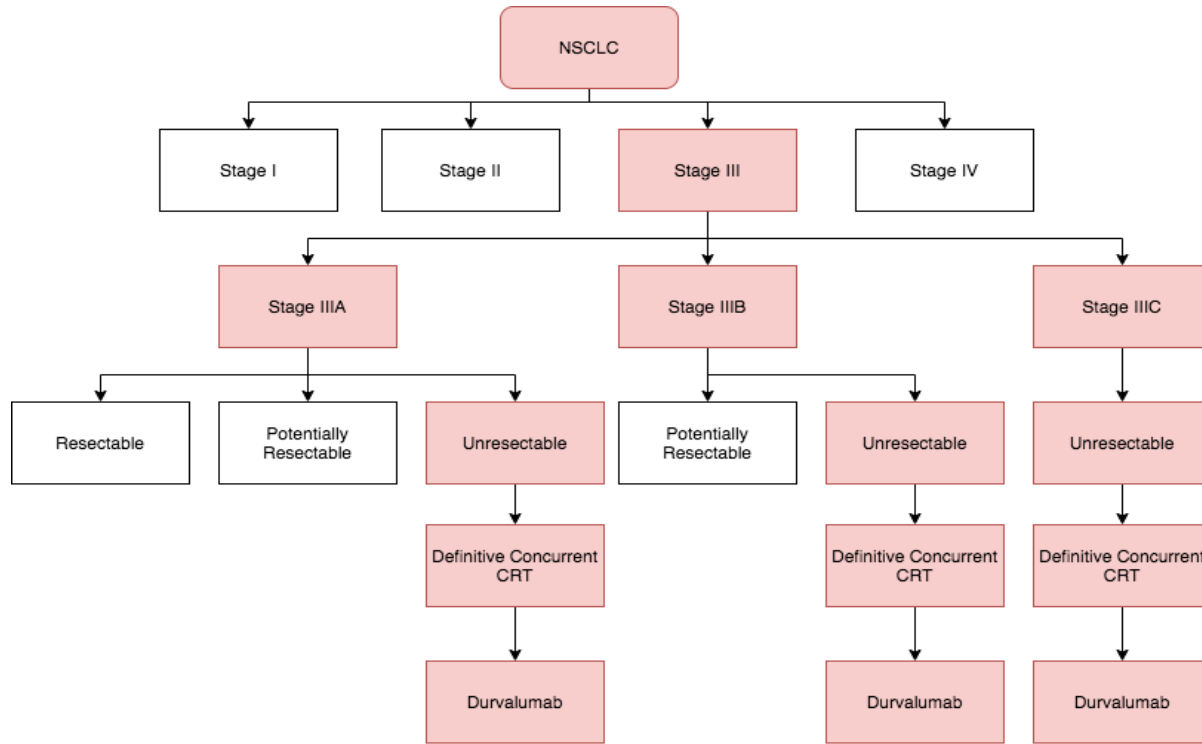 NSCLC
Stage I
Stage II
Stage III
Stage IV
Stage IIIA
Stage IIIB
Stage IIIC
Resectable
Potentially
Resectable
Unresectable
Potentially
Resectable
Unresectable
Unresectable
Definitive Concurrent
CRT
Definitive Concurrent
CRT
Definitive Concurrent
CRT
Durvalumab
Durvalumab
Durvalumab